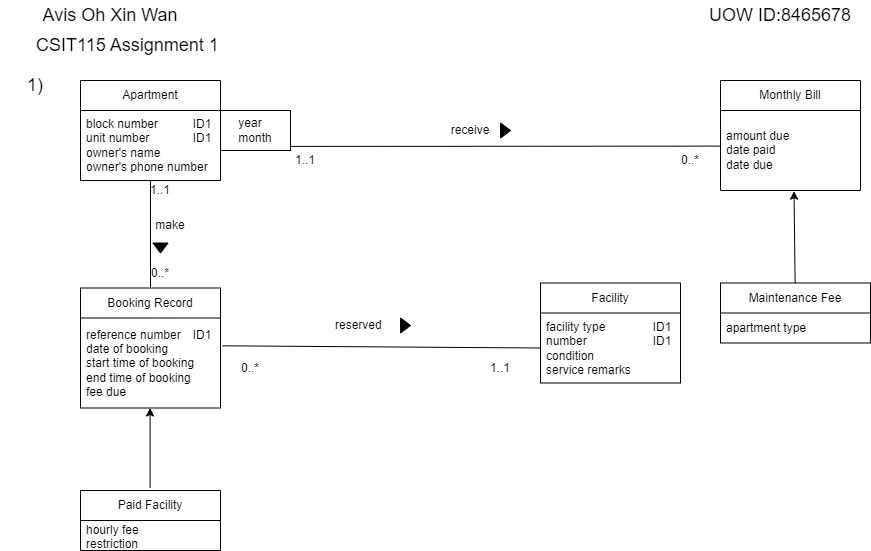 Avis Oh Xin Wan
UOW ID:8465678
CSIT115 Assignment 1
1)
Apartment
block number ID1
unit number ID1
owner's name
owner's phone number
year
month
receive
1..1
0..*
Monthly Bill
amount due
date paid
date due
1..1
make
0..*
Booking Record
reference number ID1
date of booking
start time of booking
end time of booking
fee due
reserved
0..*
1..1
Facility
facility type ID1
number ID1
condition
service remarks
Maintenance Fee
apartment type
Paid Facility
hourly fee
restriction